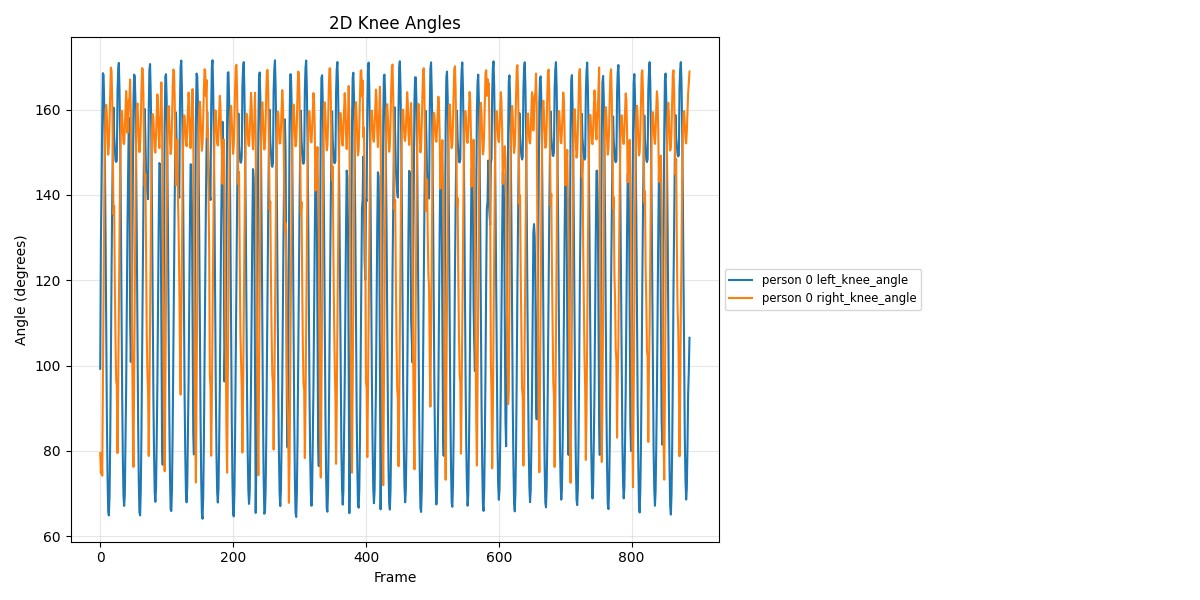 2D Knee Angles
Angle (degrees)
160
140
120
100
80
60
0 200 400 600 800
Frame
person 0 left_knee_angle
person 0 right_knee_angle